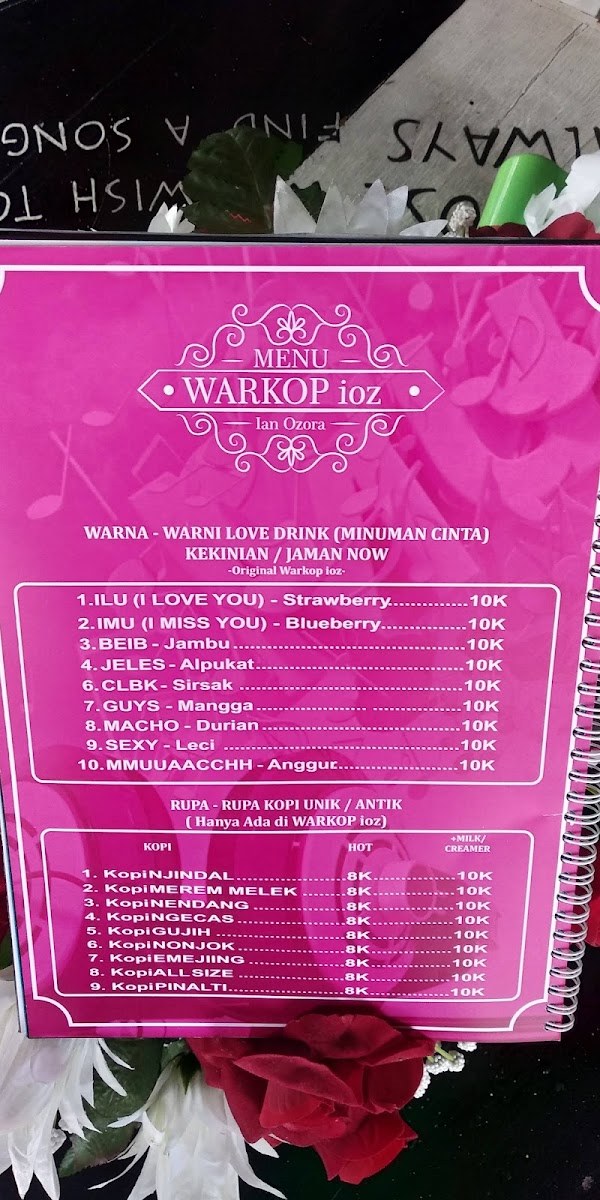 ALWAYS FIND A SONG
WISH TO
MENU
WARKOP ioz
Ian Ozora
WARNA - WARNI LOVE DRINK (MINUMAN CINTA)
KEKINIAN / JAMAN NOW
-Original Warkop ioz-
1.ILU (I LOVE YOU) - Strawberry..............10K
2.IMU (I MISS YOU) - Blueberry...............10K
3.BEIB - Jambu..............10K
4.JELES - Alpukat..............10K
6.CLBK - Sirsak ..............10K
7.GUYS - Mangga..............10K
8.MACHO - Durian..............10K
9.SEXY - Leci ..............10K
10.MMUUAACCHH - Anggur..............10K
RUPA - RUPA KOPI UNIK / ANTIK
( Hanya Ada di WARKOP ioz)
KOPI HOT +MILK/
CREAMER
1. KopiNJINDAL..............8K..............10K
2. KopiMEREM MELEK ..............8K..............10K
3. KopiNENDANG ..............8K..............10K
4. KopiNGECAS..............8K..............10K
5. KopiGUJIH ..............8K..............10K
6. KopiNONJOK..............8K..............10K
7. KopiEMEJIING..............8K..............10K
8. KopiALLSIZE ..............8K..............10K
9. KopiPINALTI..............8K..............10K